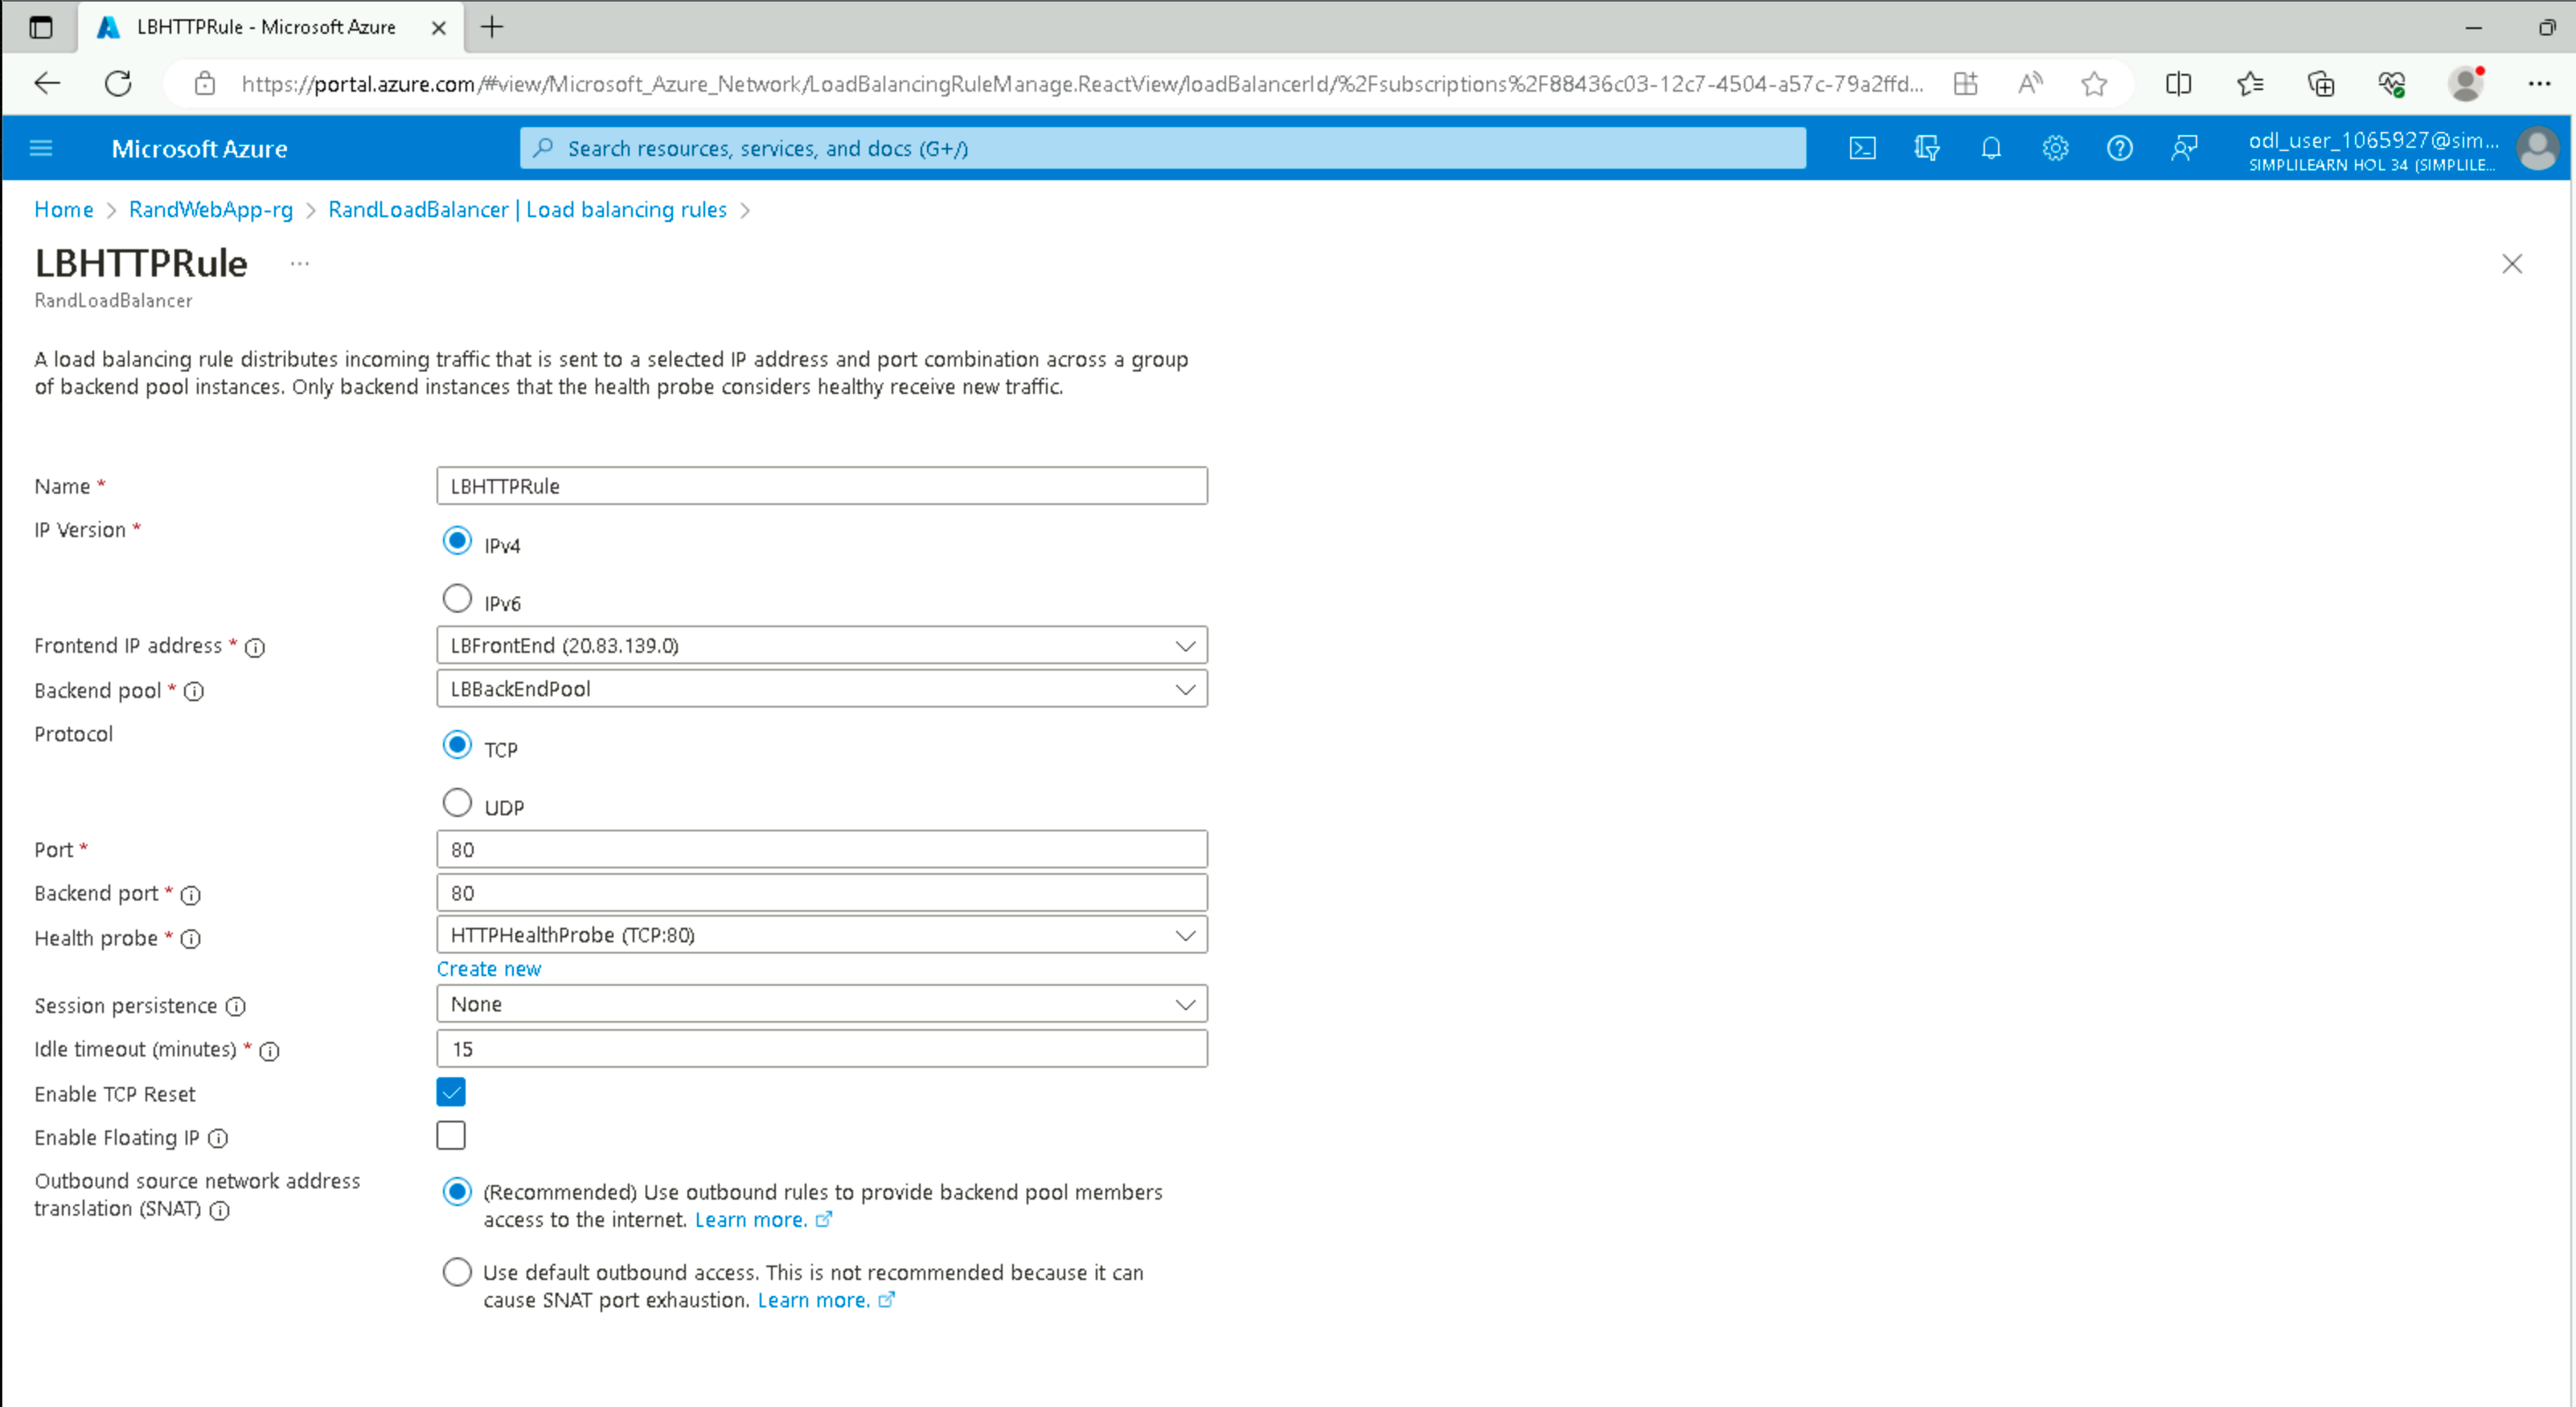 LBHTTPRule - Microsoft Azure
https://portal.azure.com/#view/Microsoft_Azure_Network/LoadBalancingRuleManage.ReactView/loadBalancerId/%2Fsubscriptions%2F88436c03-12c7-4504-a57c-79a2ffd...
Microsoft Azure
Search resources, services, and docs (G+/)
odl_user_1065927@sim...
SIMPLILEARN HOL 34 (SIMPLILE...
Home > RandWebApp-rg > RandLoadBalancer | Load balancing rules >
LBHTTPRule ...
RandLoadBalancer
A load balancing rule distributes incoming traffic that is sent to a selected IP address and port combination across a group
of backend pool instances. Only backend instances that the health probe considers healthy receive new traffic.
Name * LBHTTPRule
IP Version * IPv4
IPv6
Frontend IP address * LBFrontEnd (20.83.139.0)
Backend pool * LBBackEndPool
Protocol TCP
UDP
Port * 80
Backend port * 80
Health probe * HTTPHealthProbe (TCP:80)
Create new
Session persistence None
Idle timeout (minutes) * 15
Enable TCP Reset
Enable Floating IP
Outbound source network address
translation (SNAT)
(Recommended) Use outbound rules to provide backend pool members
access to the internet. Learn more.
Use default outbound access. This is not recommended because it can
cause SNAT port exhaustion. Learn more.